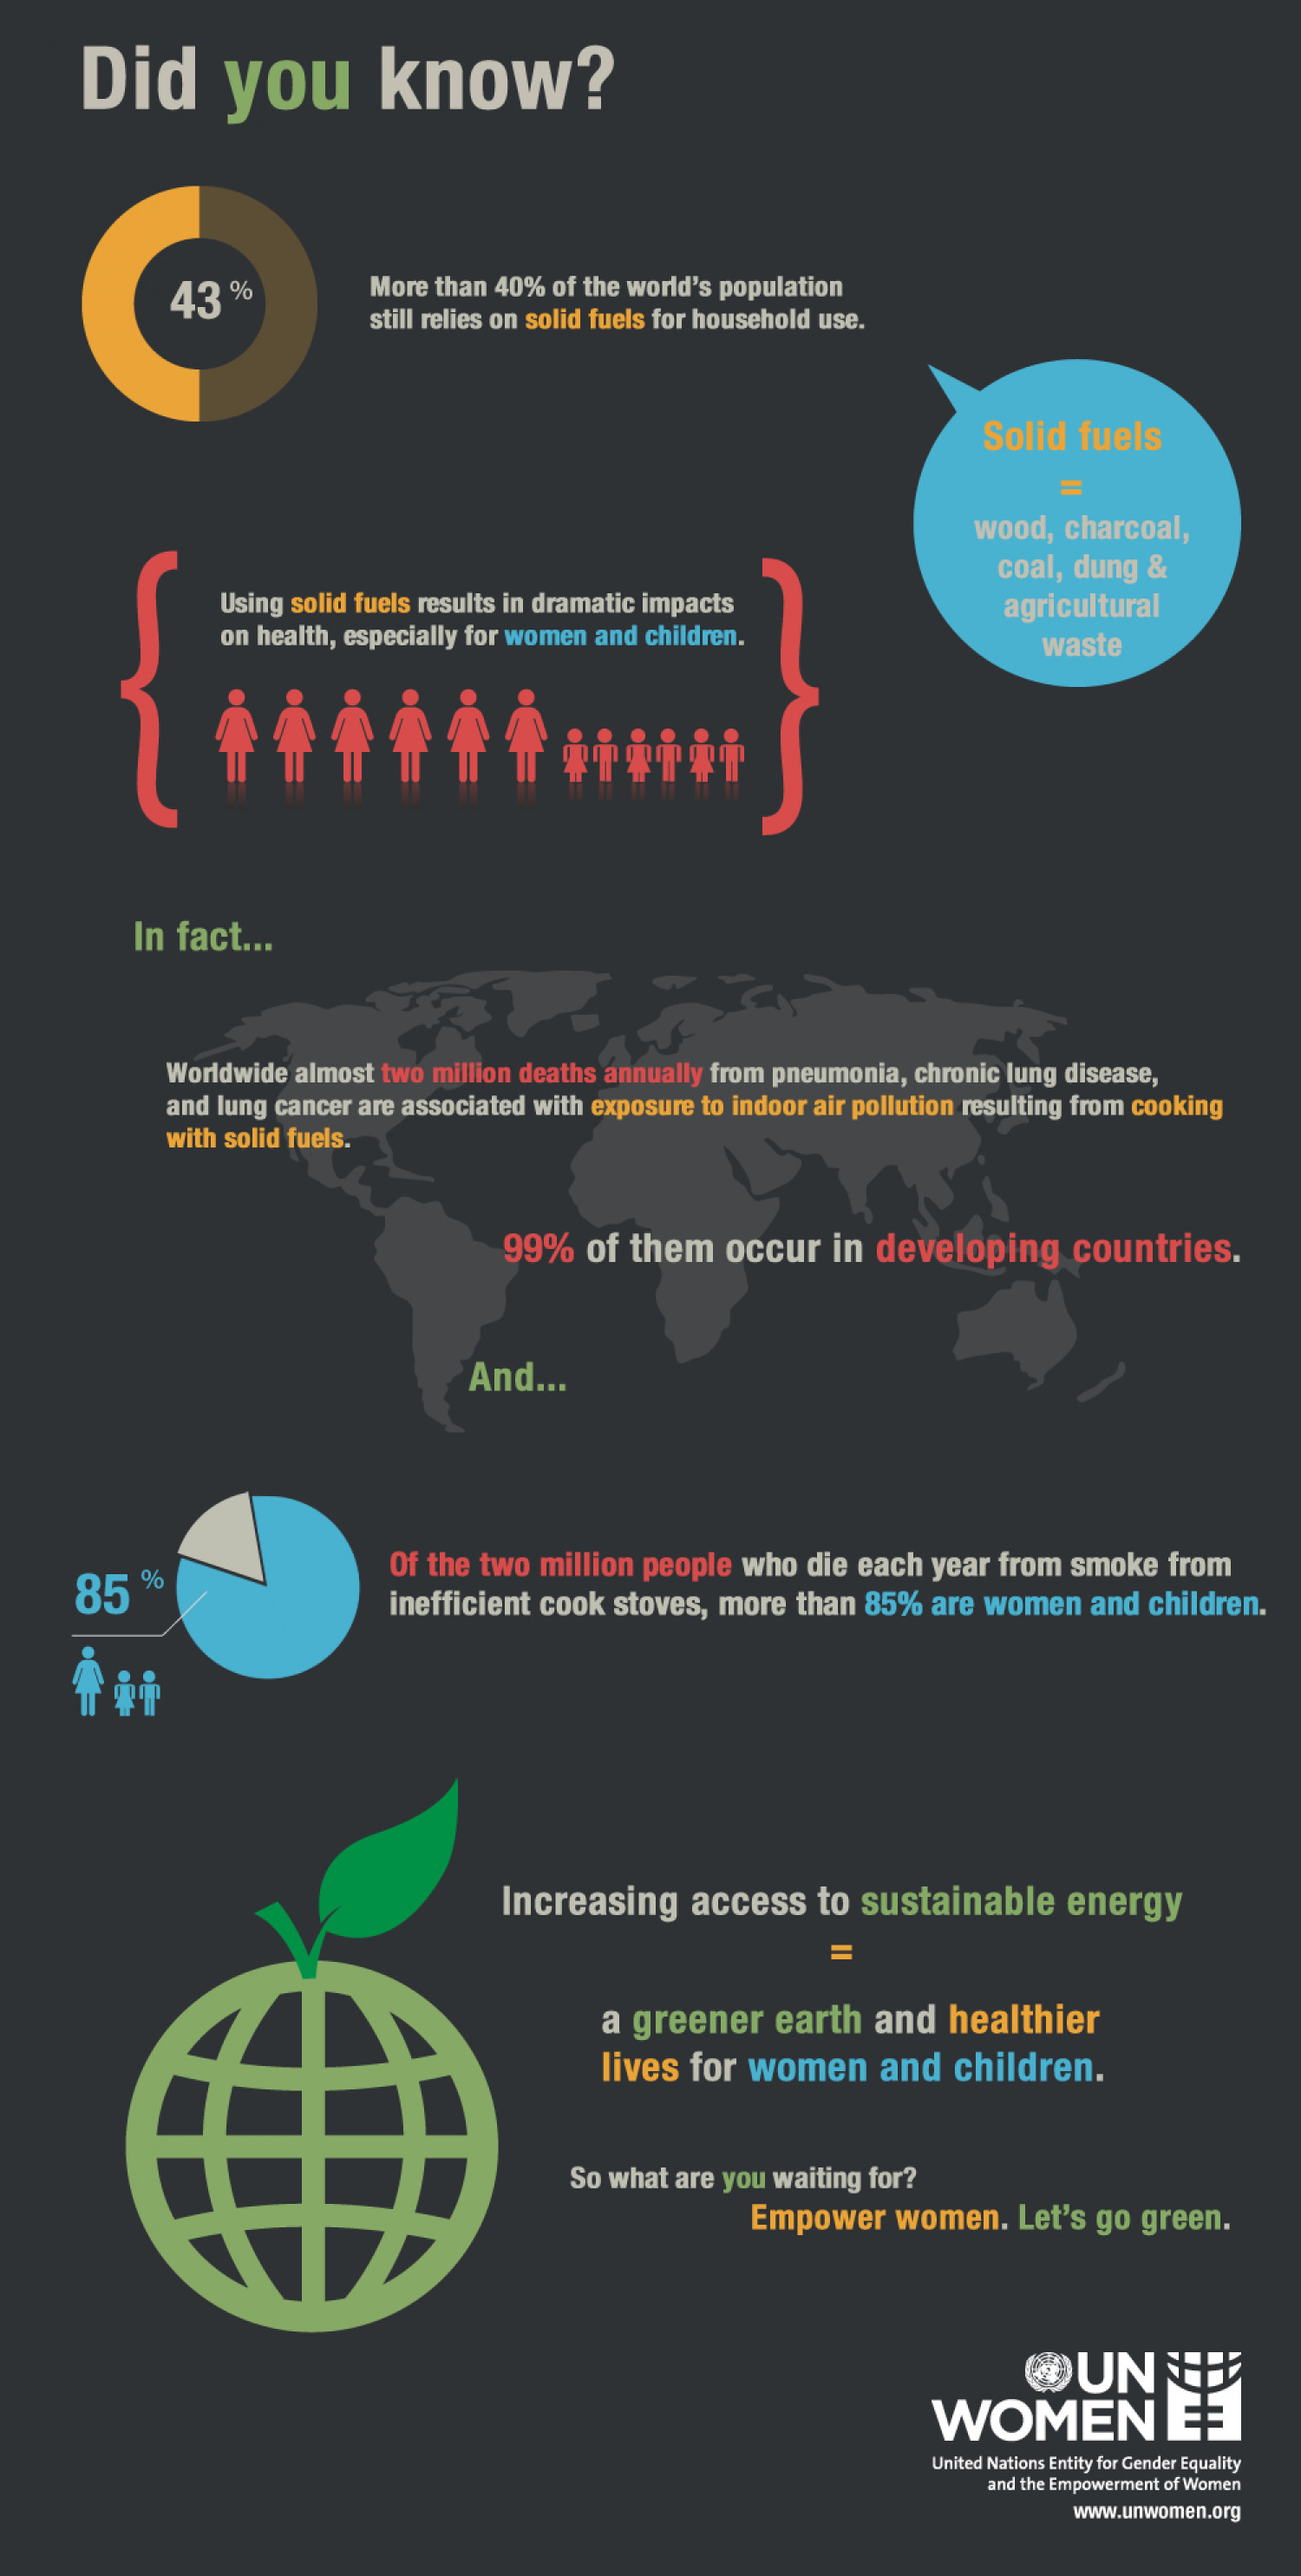 Did you know?
43 %
More than 40% of the world's population
still relies on solid fuels for household use.
Solid fuels
=
wood, charcoal,
coal, dung &
agricultural
waste
Using solid fuels results in dramatic impacts
on health, especially for women and children.
In fact...
Worldwide almost two million deaths annually from pneumonia, chronic lung disease,
and lung cancer are associated with exposure to indoor air pollution resulting from cooking
with solid fuels.
99% of them occur in developing countries.
And...
85 %
Of the two million people who die each year from smoke from
inefficient cook stoves, more than 85% are women and children.
Increasing access to sustainable energy
=
a greener earth and healthier
lives for women and children.
So what are you waiting for?
Empower women. Let's go green.
UN
WOMEN
United Nations Entity for Gender Equality
and the Empowerment of Women
www.unwomen.org